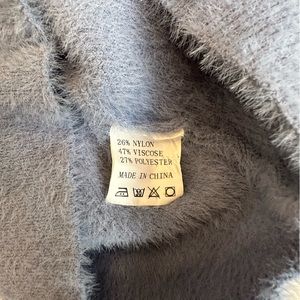 26% NYLON
47% VISCOSE
27% POLYESTER
MADE IN CHINA